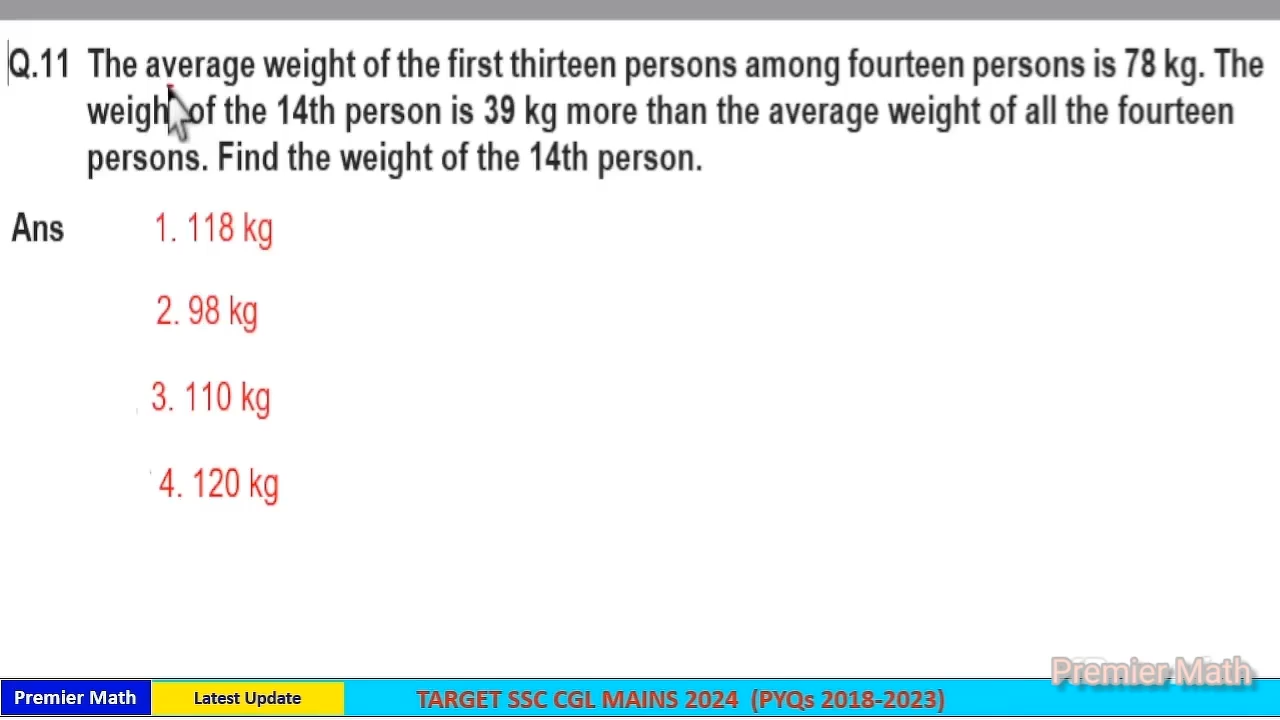 Q.11 The average weight of the first thirteen persons among fourteen persons is 78 kg. The
weigh of the 14th person is 39 kg more than the average weight of all the fourteen
persons. Find the weight of the 14th person.
Ans 1. 118 kg
2. 98 kg
3. 110 kg
4. 120 kg
Premier Math
Premier Math Latest Update TARGET SSC CGL MAINS 2024 (PYQs 2018-2023)